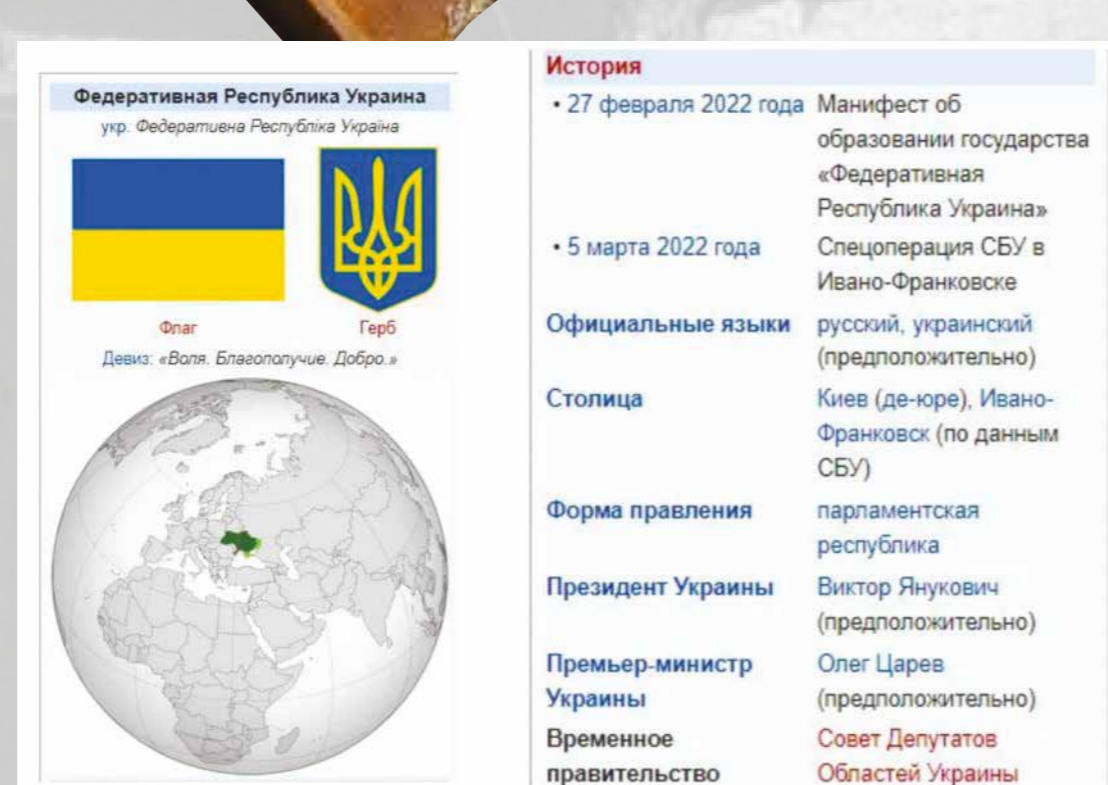 Федеративная Республика Украина
укр. Федеративна Республіка Україна
Флаг
Герб
Девиз: «Воля. Благополучие. Добро.»
История
• 27 февраля 2022 года Манифест об
образовании государства
«Федеративная
Республика Украина»
• 5 марта 2022 года Спецоперация СБУ в
Ивано-Франковске
Официальные языки русский, украинский
(предположительно)
Столица Киев (де-юре), Ивано-
Франковск (по данным
СБУ)
Форма правления парламентская
республика
Президент Украины Виктор Янукович
(предположительно)
Премьер-министр Олег Царев
Украины (предположительно)
Временное Совет Депутатов
правительство Областей Украины